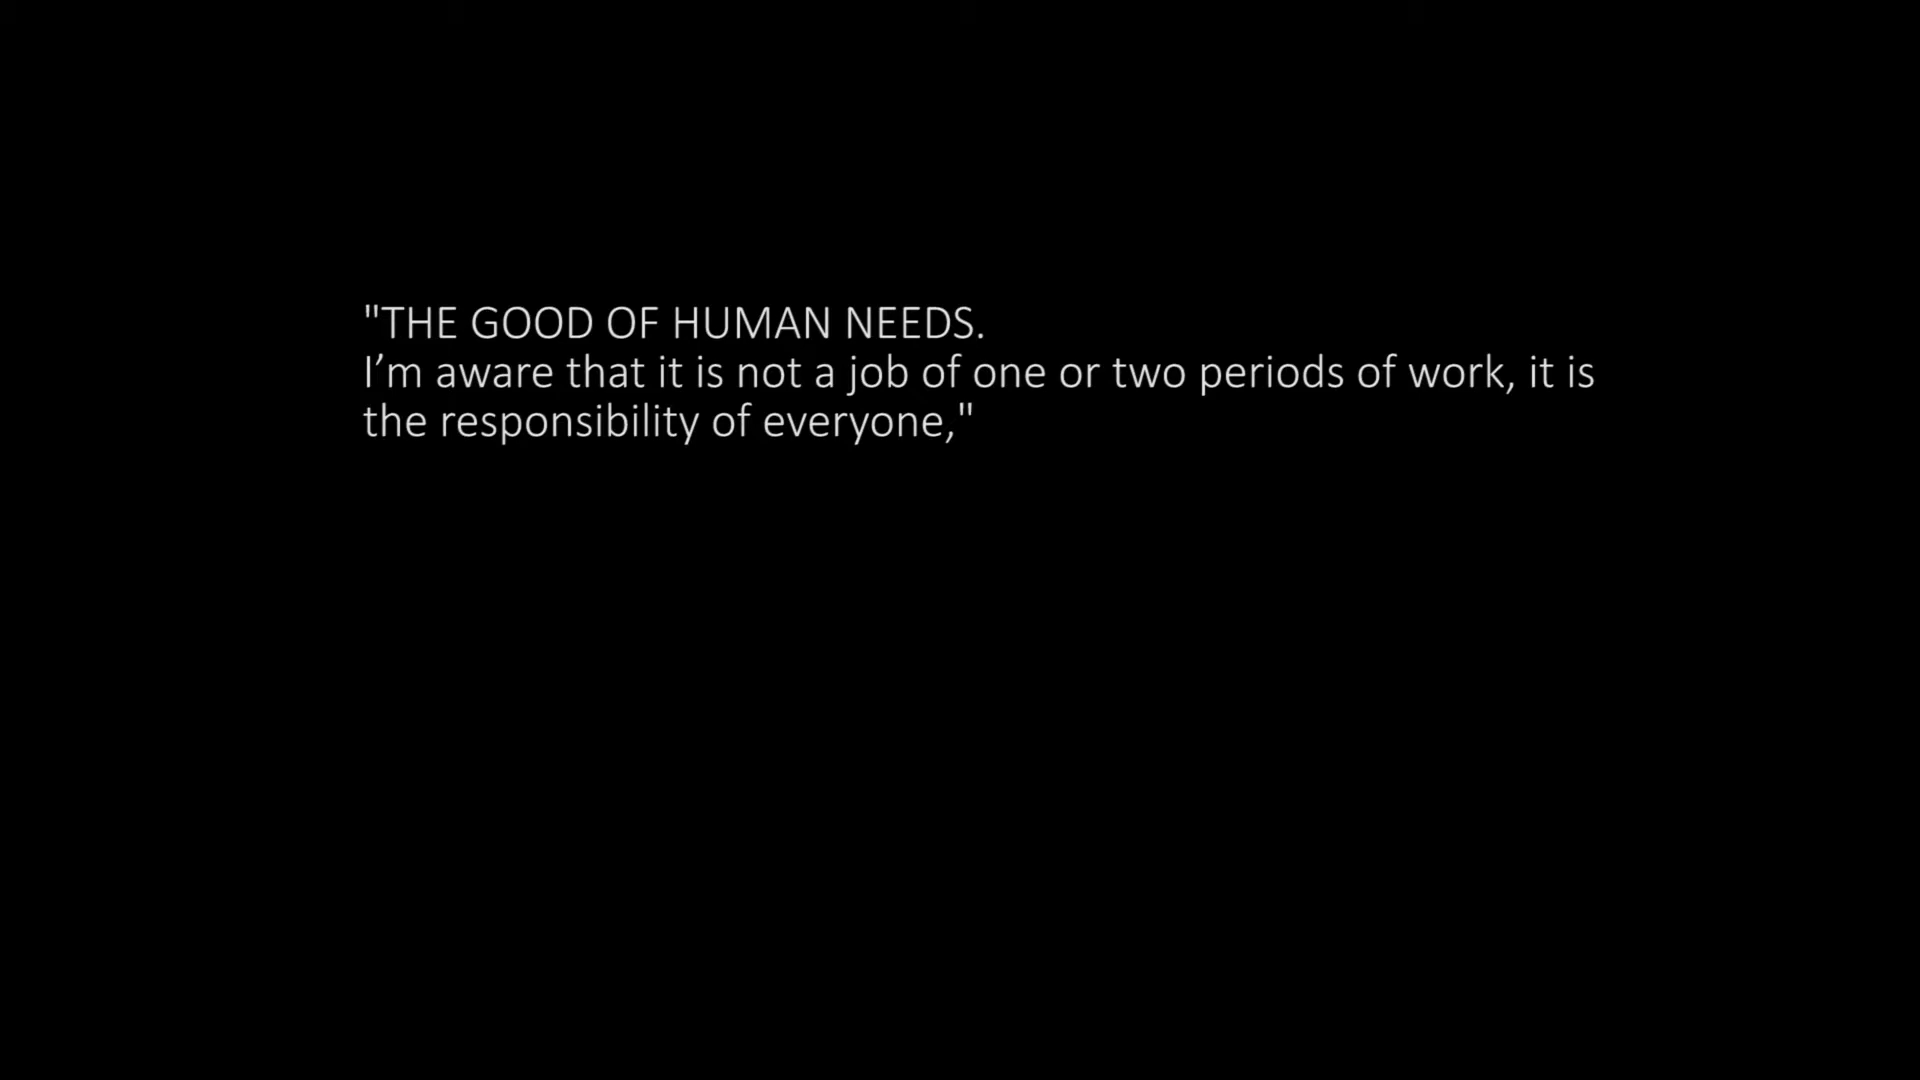 "THE GOOD OF HUMAN NEEDS.
I’m aware that it is not a job of one or two periods of work, it is
the responsibility of everyone,"